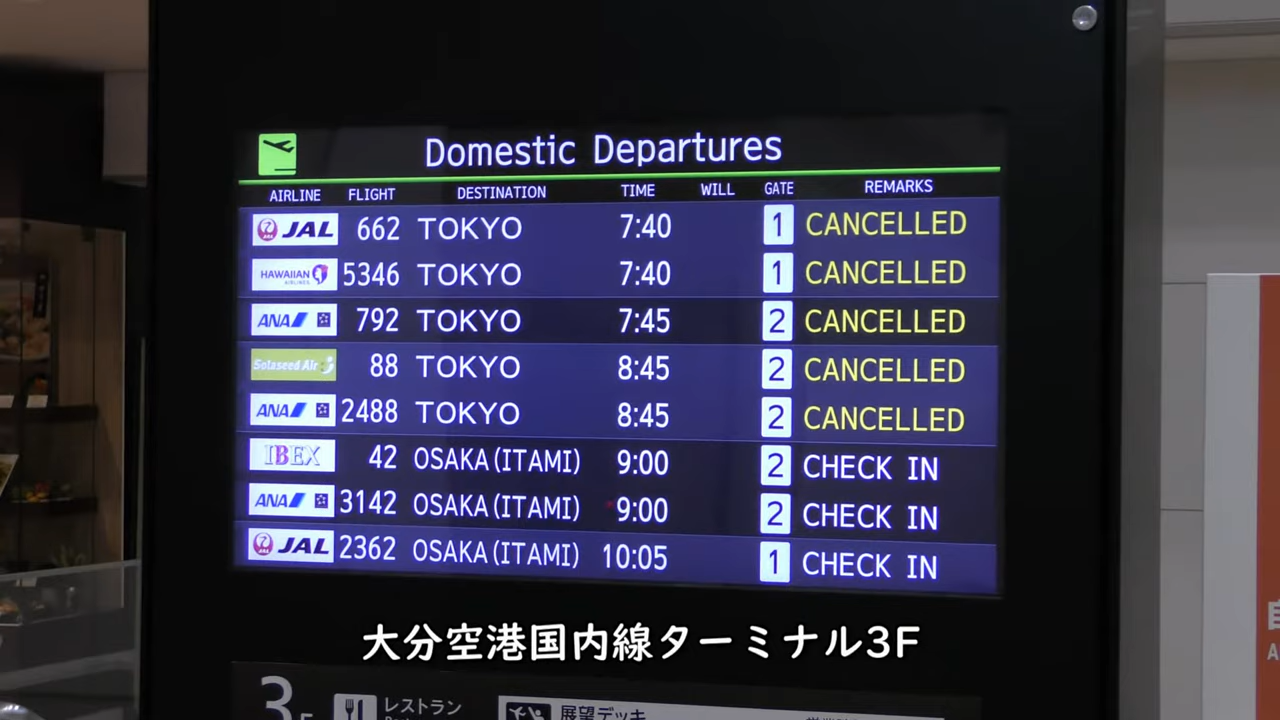 Domestic Departures
AIRLINE FLIGHT DESTINATION TIME WILL GATE REMARKS
JAL 662 TOKYO 7:40 1 CANCELLED
HAWAIIAN AIRLINES 5346 TOKYO 7:40 1 CANCELLED
ANA 792 TOKYO 7:45 2 CANCELLED
Solaseed Air 88 TOKYO 8:45 2 CANCELLED
ANA 2488 TOKYO 8:45 2 CANCELLED
IBEX 42 OSAKA(ITAMI) 9:00 2 CHECK IN
ANA 3142 OSAKA(ITAMI) 9:00 2 CHECK IN
JAL 2362 OSAKA(ITAMI) 10:05 1 CHECK IN
大分空港国内線ターミナル3F
3F レストラン 展望デッキ